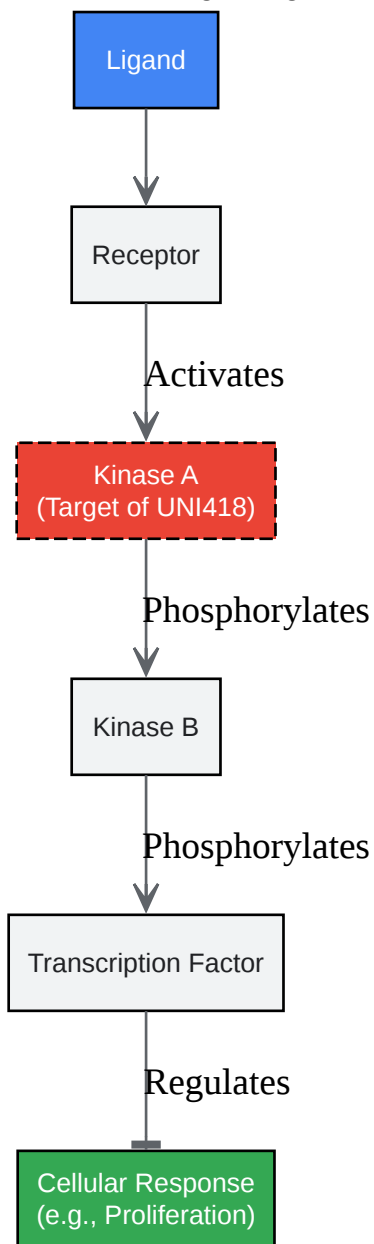 Ligand
Receptor
Activates
Kinase A
(Target of UNI418)
Phosphorylates
Kinase B
Phosphorylates
Transcription Factor
Regulates
Cellular Response
(e.g., Proliferation)